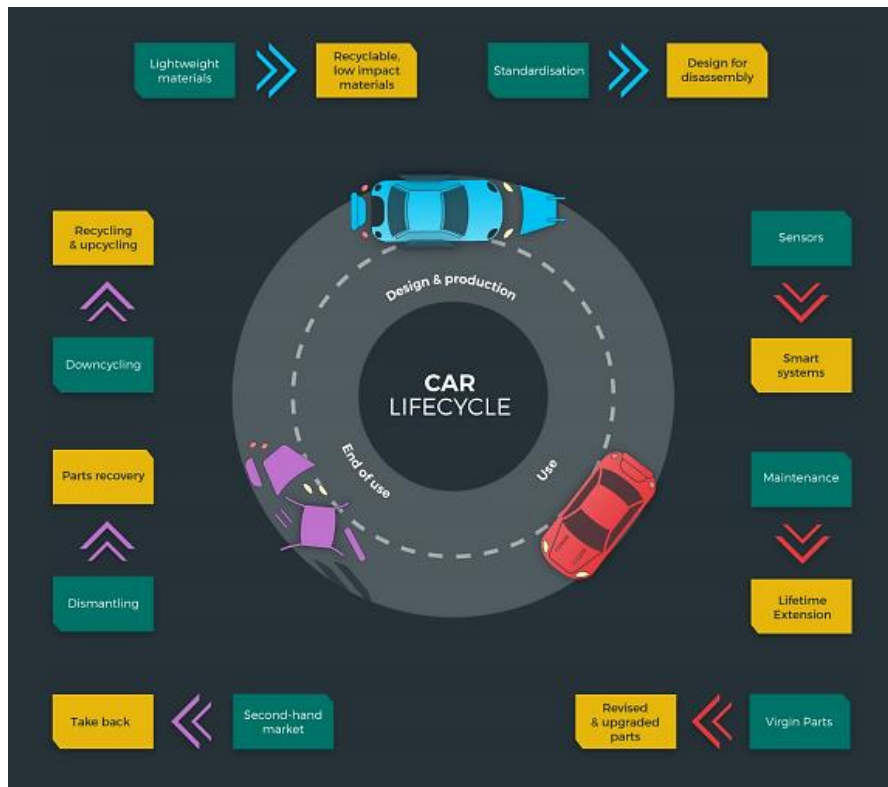 Lightweight
materials
Recyclable,
low impact
materials
Standardisation
Design for
disassembly
Recycling
& upcycling
Downcycling
Parts recovery
Dismantling
Take back
Second-hand
market
Design & production
CAR
LIFECYCLE
End of use
Use
Sensors
Smart
systems
Maintenance
Lifetime
Extension
Revised
& upgraded
parts
Virgin Parts